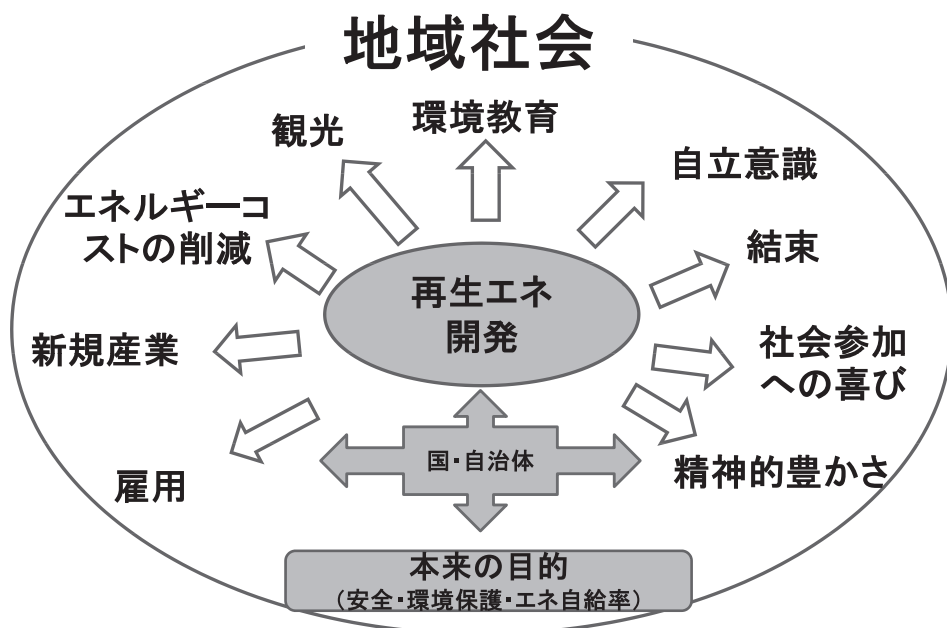 地域社会
環境教育
観光
自立意識
エネルギーコ
ストの削減
結束
再生エネ
開発
新規産業
社会参加
への喜び
国・自治体
雇用
精神的豊かさ
本来の目的
（安全・環境保護・エネ自給率）